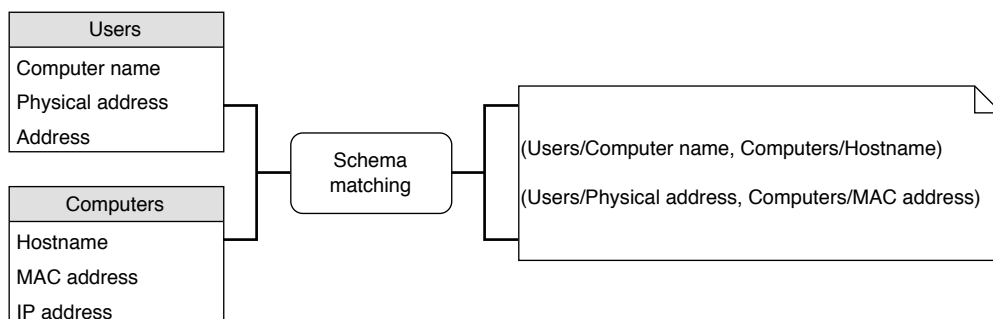 Users
Computer name
Physical address
Address
Computers
Hostname
MAC address
IP address
Schema
matching
(Users/Computer name, Computers/Hostname)
(Users/Physical address, Computers/MAC address)